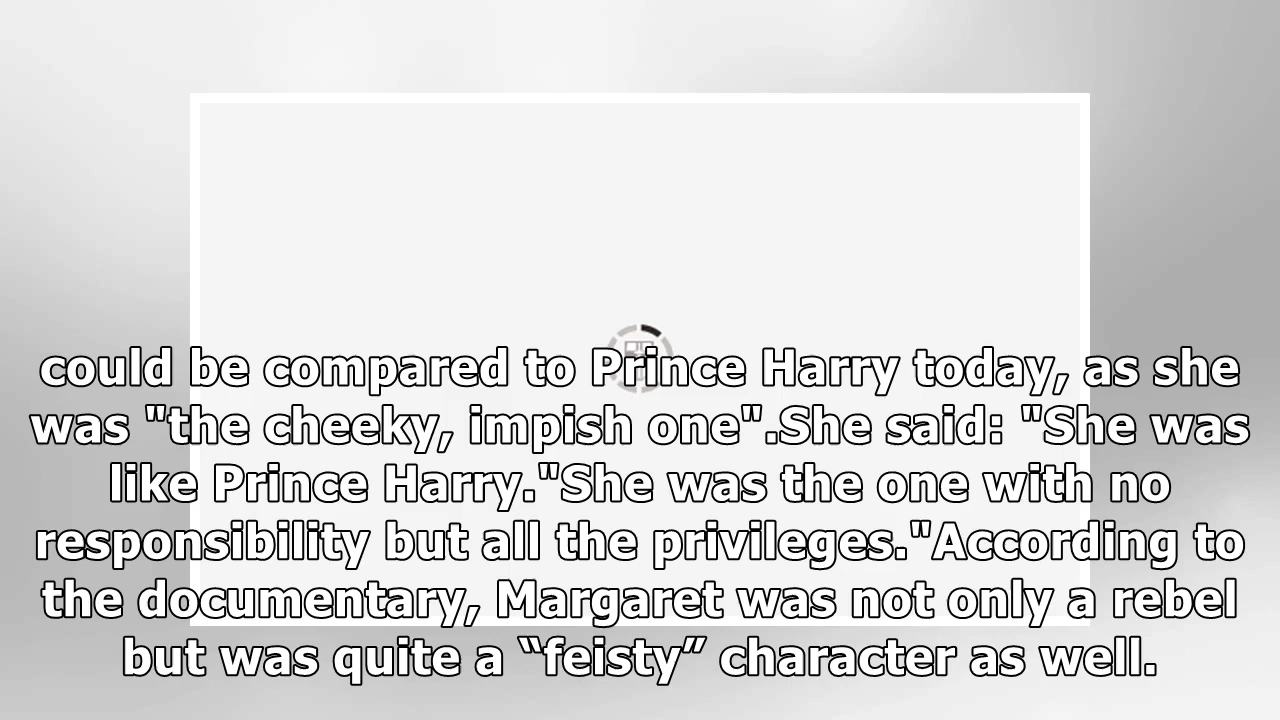 could be compared to Prince Harry today, as she
was "the cheeky, impish one".She said: "She was
like Prince Harry."She was the one with no
responsibility but all the privileges."According to
the documentary, Margaret was not only a rebel
but was quite a “feisty” character as well.